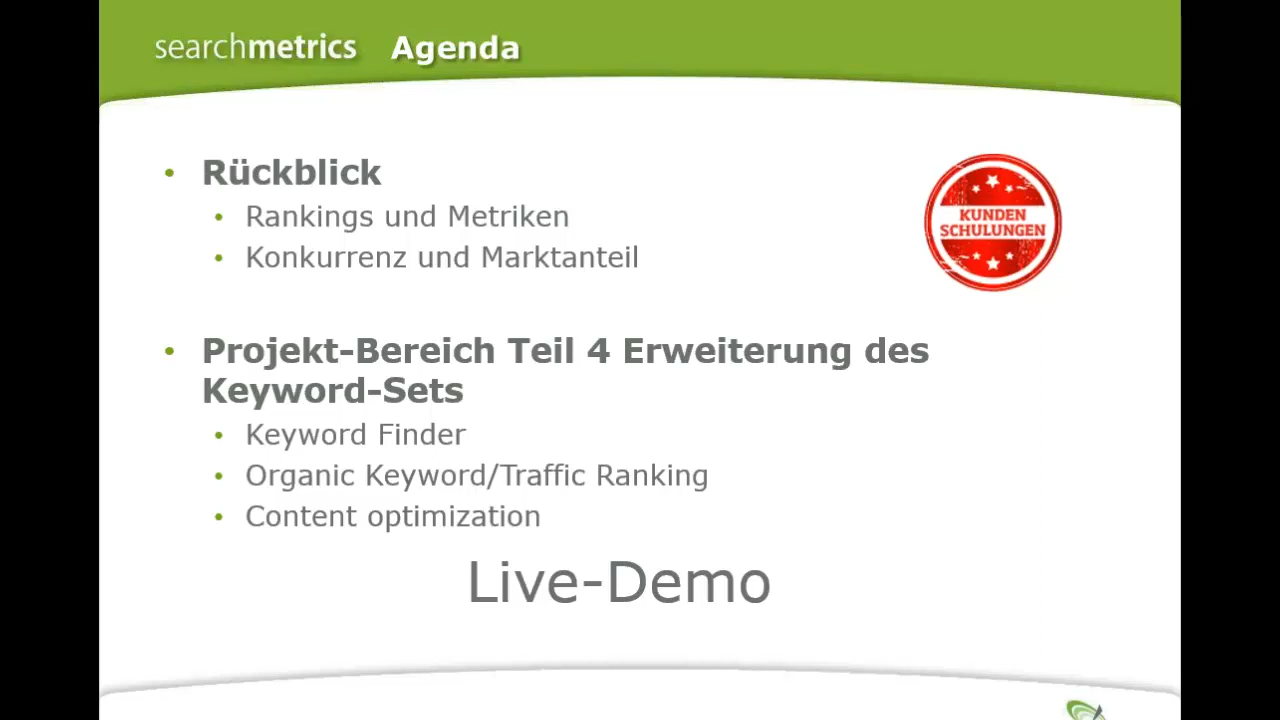 searchmetrics Agenda
• Rückblick
• Rankings und Metriken
• Konkurrenz und Marktanteil
KUNDEN
SCHULUNGEN
• Projekt-Bereich Teil 4 Erweiterung des
Keyword-Sets
• Keyword Finder
• Organic Keyword/Traffic Ranking
• Content optimization
Live-Demo